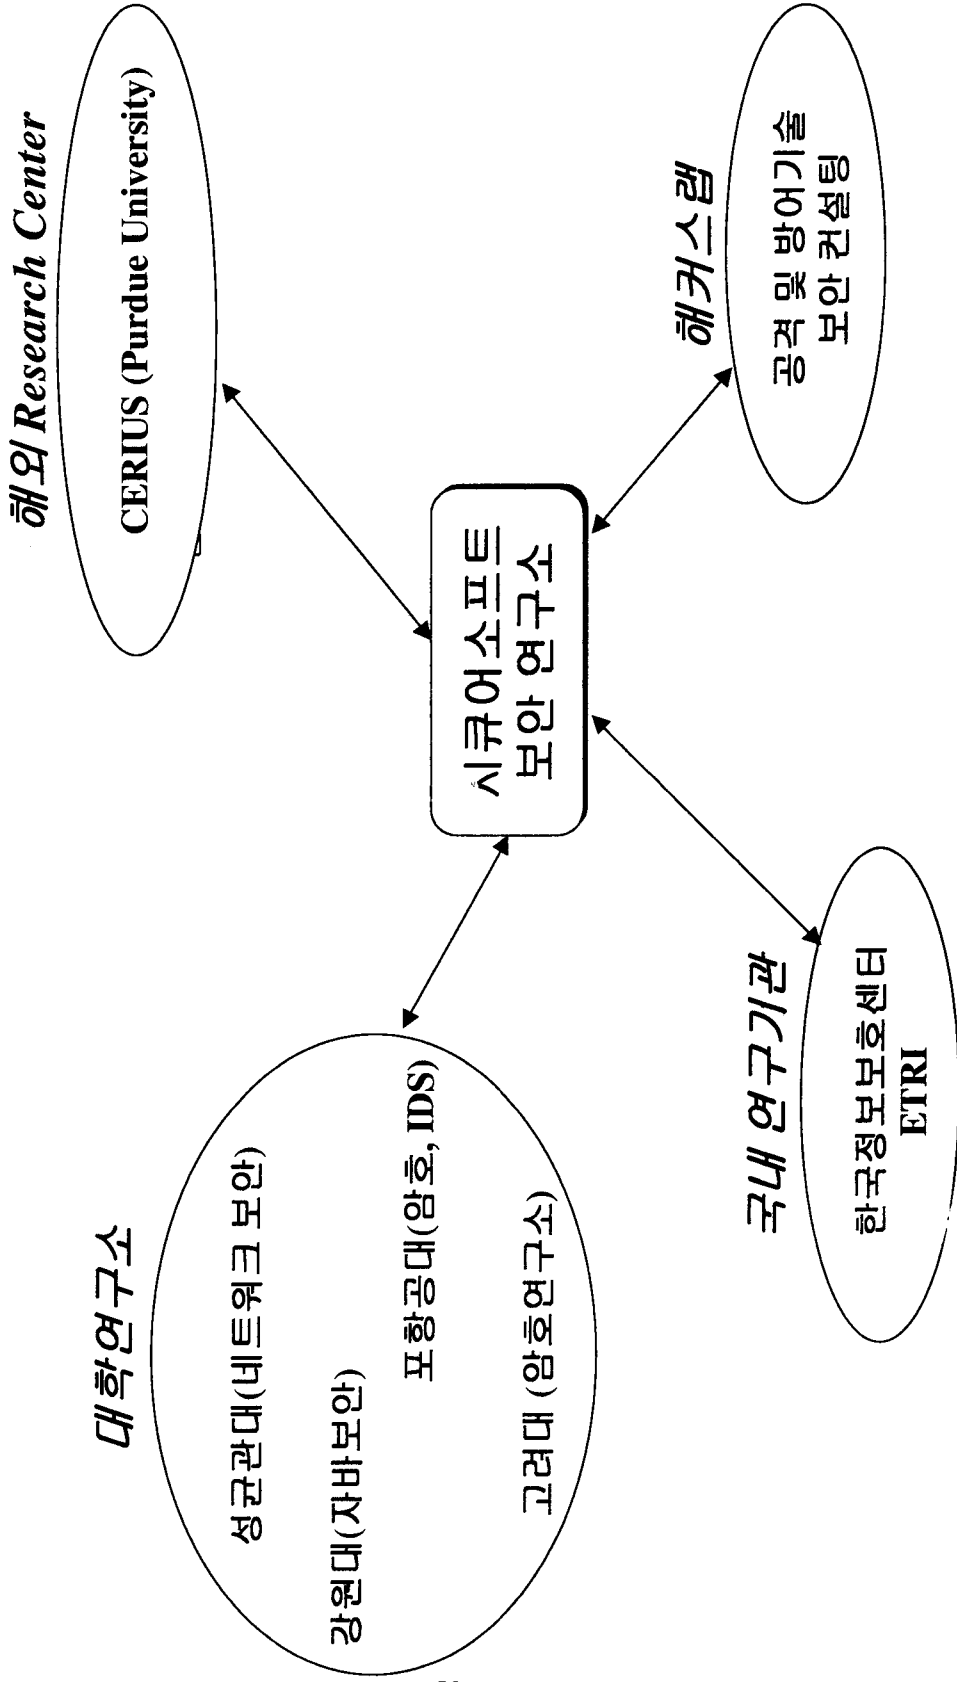 대학연구소
성균관대(네트워크 보안)
강원대(자바보안)
포항공대(암호, IDS)
고려대 (암호연구소)
해외 Research Center
CERIUS (Purdue University)
시큐어소프트
보안 연구소
국내 연구기관
한국정보보호센터
ETRI
해커스랩
공격 및 방어기술
보안 컨설팅